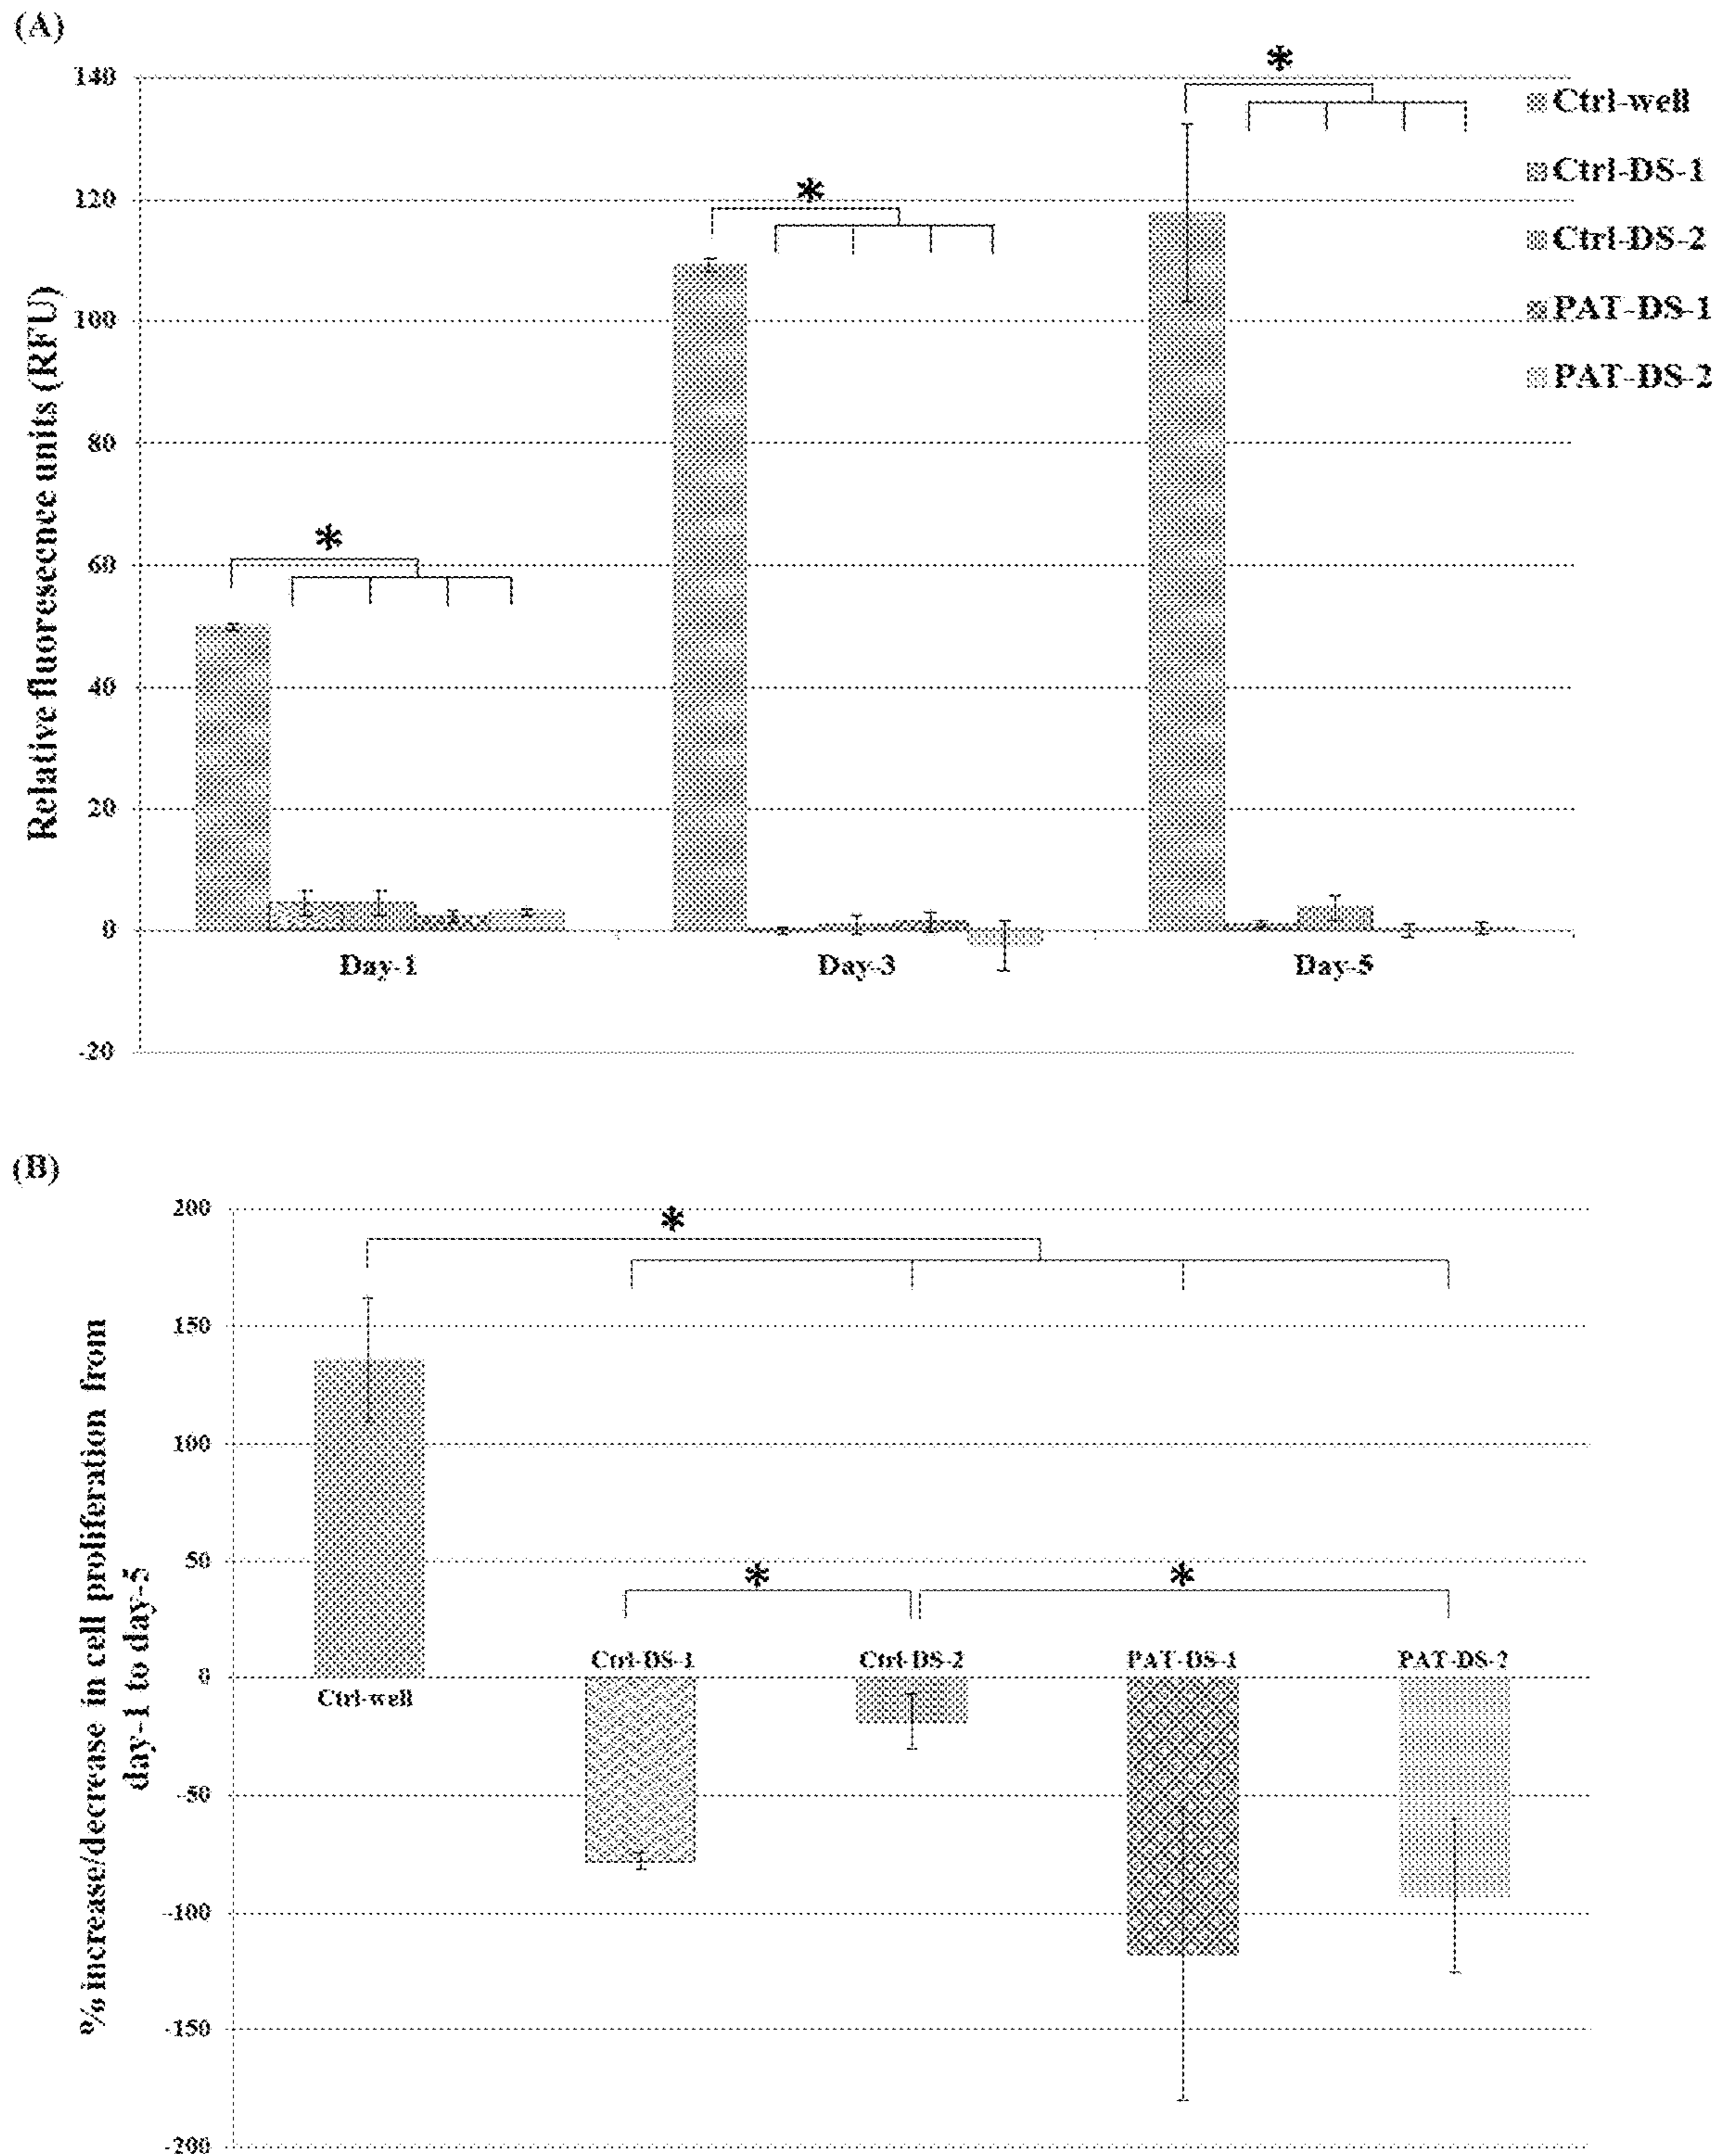 (A)
140
120
100
80
60
40
20
0
-20
Relative fluoresecne units (RFU)
*
*
*
Day-1
Day-3
Day-5
Ctrl-well
Ctrl-DS-1
Ctrl-DS-2
PAT-DS-1
PAT-DS-2
(B)
200
150
100
50
0
-50
-100
-150
-200
% increase/decrease in cell proliferation from
day-1 to day-5
*
*
*
Ctrl-well
Ctrl-DS-1
Ctrl-DS-2
PAT-DS-1
PAT-DS-2